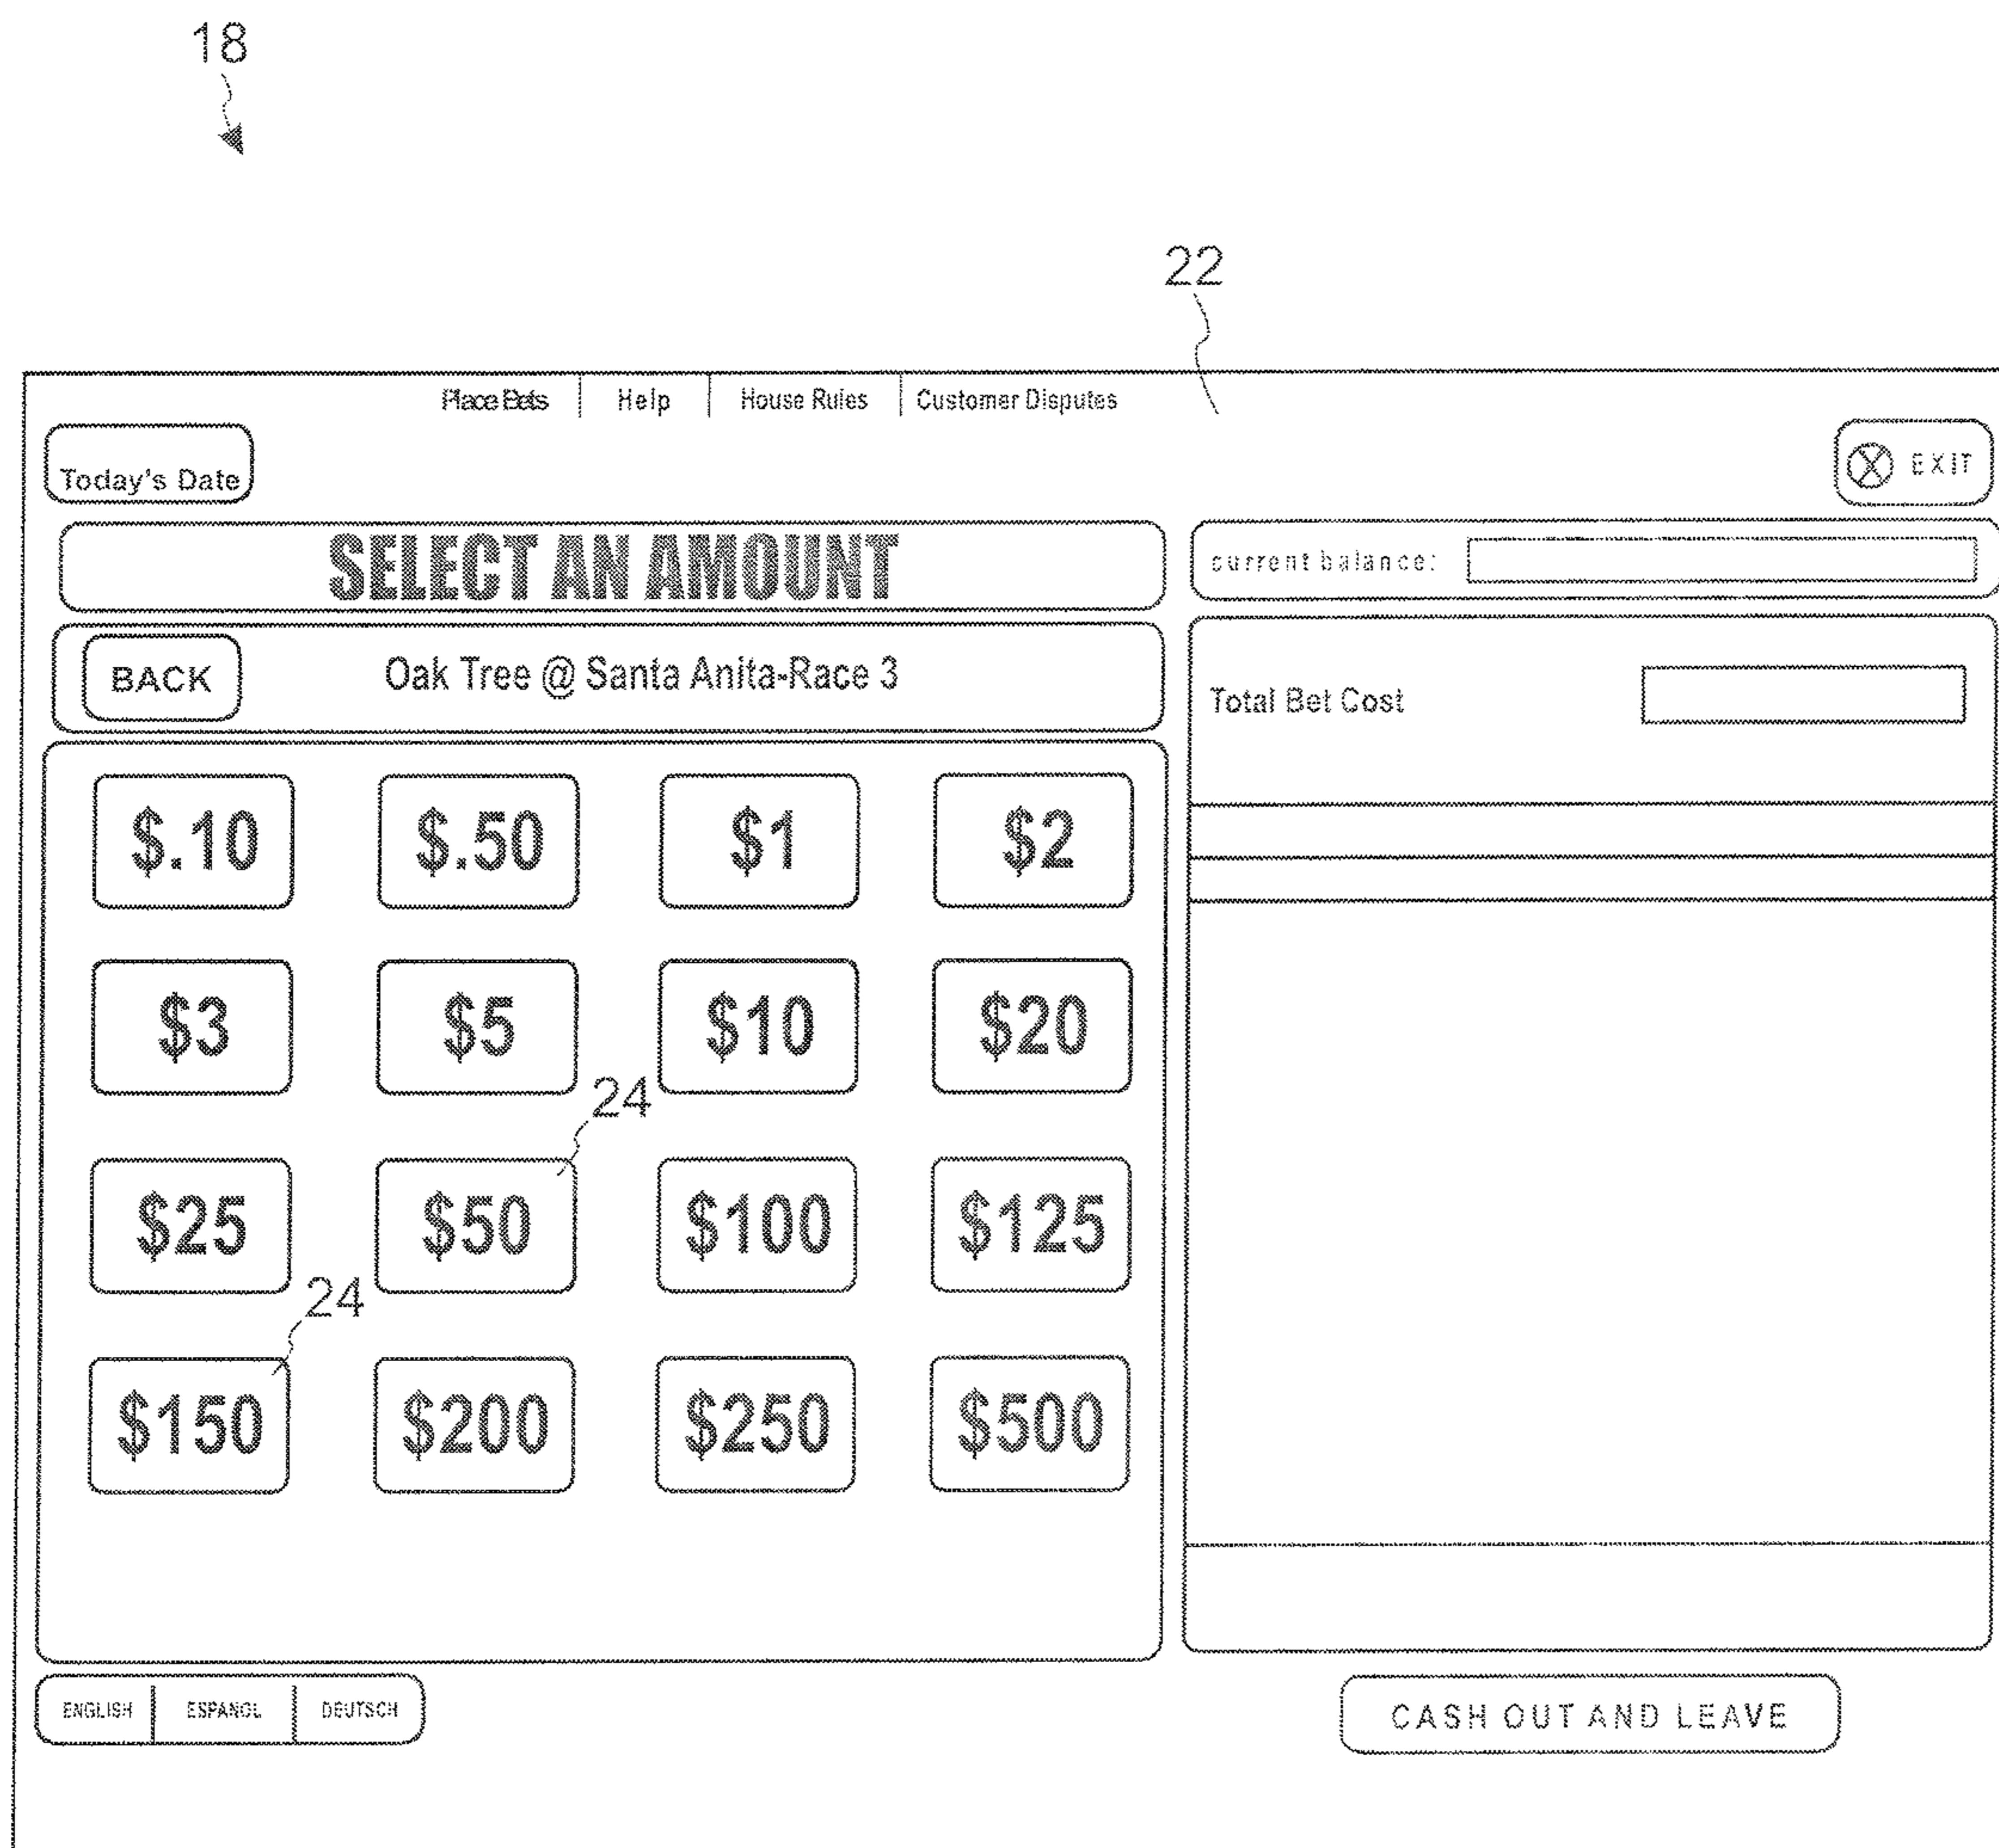 18
22
Place Bets Help House Rules Customer Disputes
Today's Date
EXIT
SELECT AN AMOUNT
current balance:
BACK
Oak Tree @ Santa Anita-Race 3
Total Bet Cost
$.10 $.50 $1 $2
$3 $5 $10 $20
24
$25 $50 $100 $125
24
$150 $200 $250 $500
ENGLISH ESPANOL DEUTSCH
CASH OUT AND LEAVE